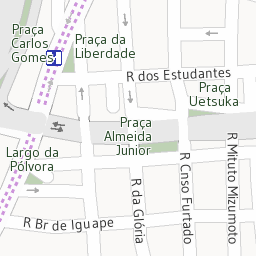 Praça
Carlos
Gomes
Praça da
Liberdade
R dos Estudantes
Praça
Uetsuka
Praça
Almeida
Junior
Largo da
Pólvora
R Mituto Mizumoto
R Cnso Furtado
R da Glória
R Br de Iguape